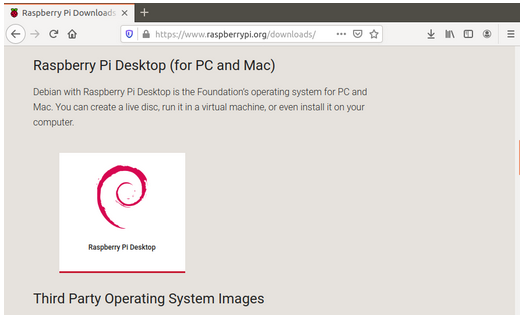 Raspberry Pi Downloads
https://www.raspberrypi.org/downloads/
Raspberry Pi Desktop (for PC and Mac)
Debian with Raspberry Pi Desktop is the Foundation's operating system for PC and
Mac. You can create a live disc, run it in a virtual machine, or even install it on your
computer.
Raspberry Pi Desktop
Third Party Operating System Images